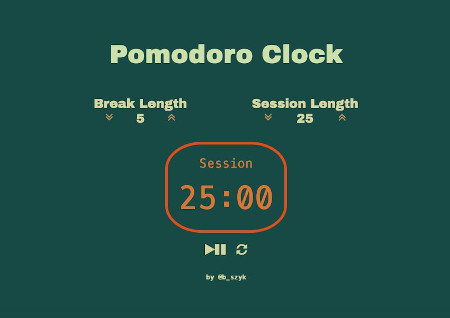 Pomodoro Clock
Break Length
5
Session Length
25
Session
25:00
by @b_szyk